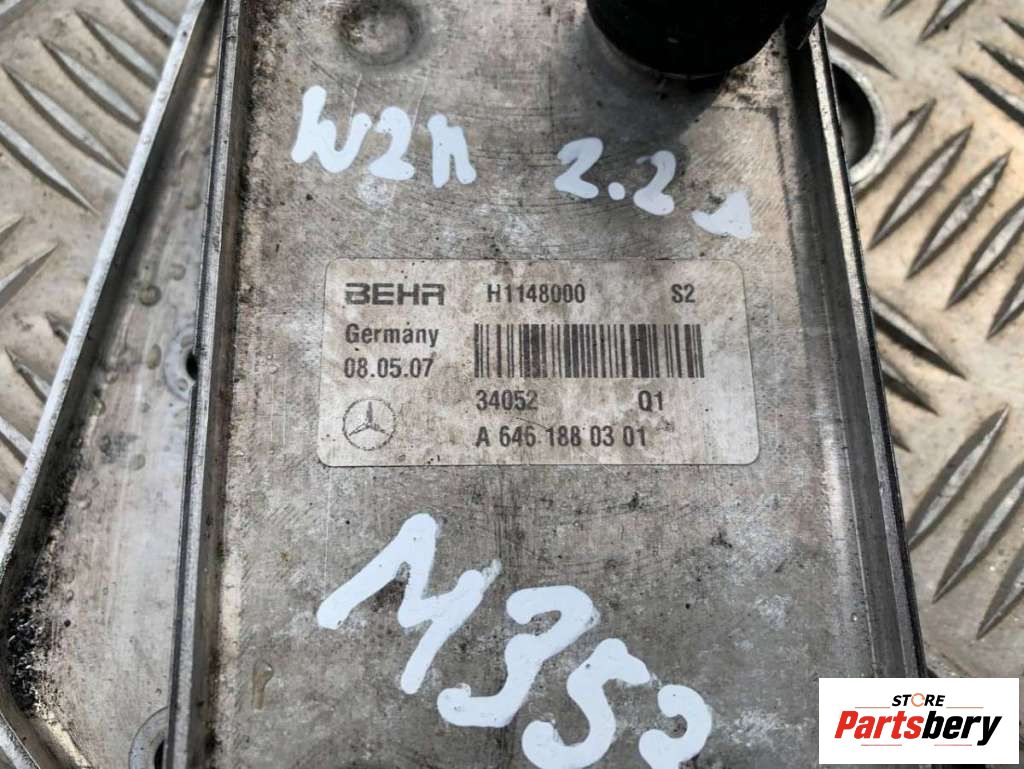 W211 2.2
BEHR H1148000 S2
Germany
08.05.07
34052 Q1
A 646 188 03 01
STORE
Partsbery